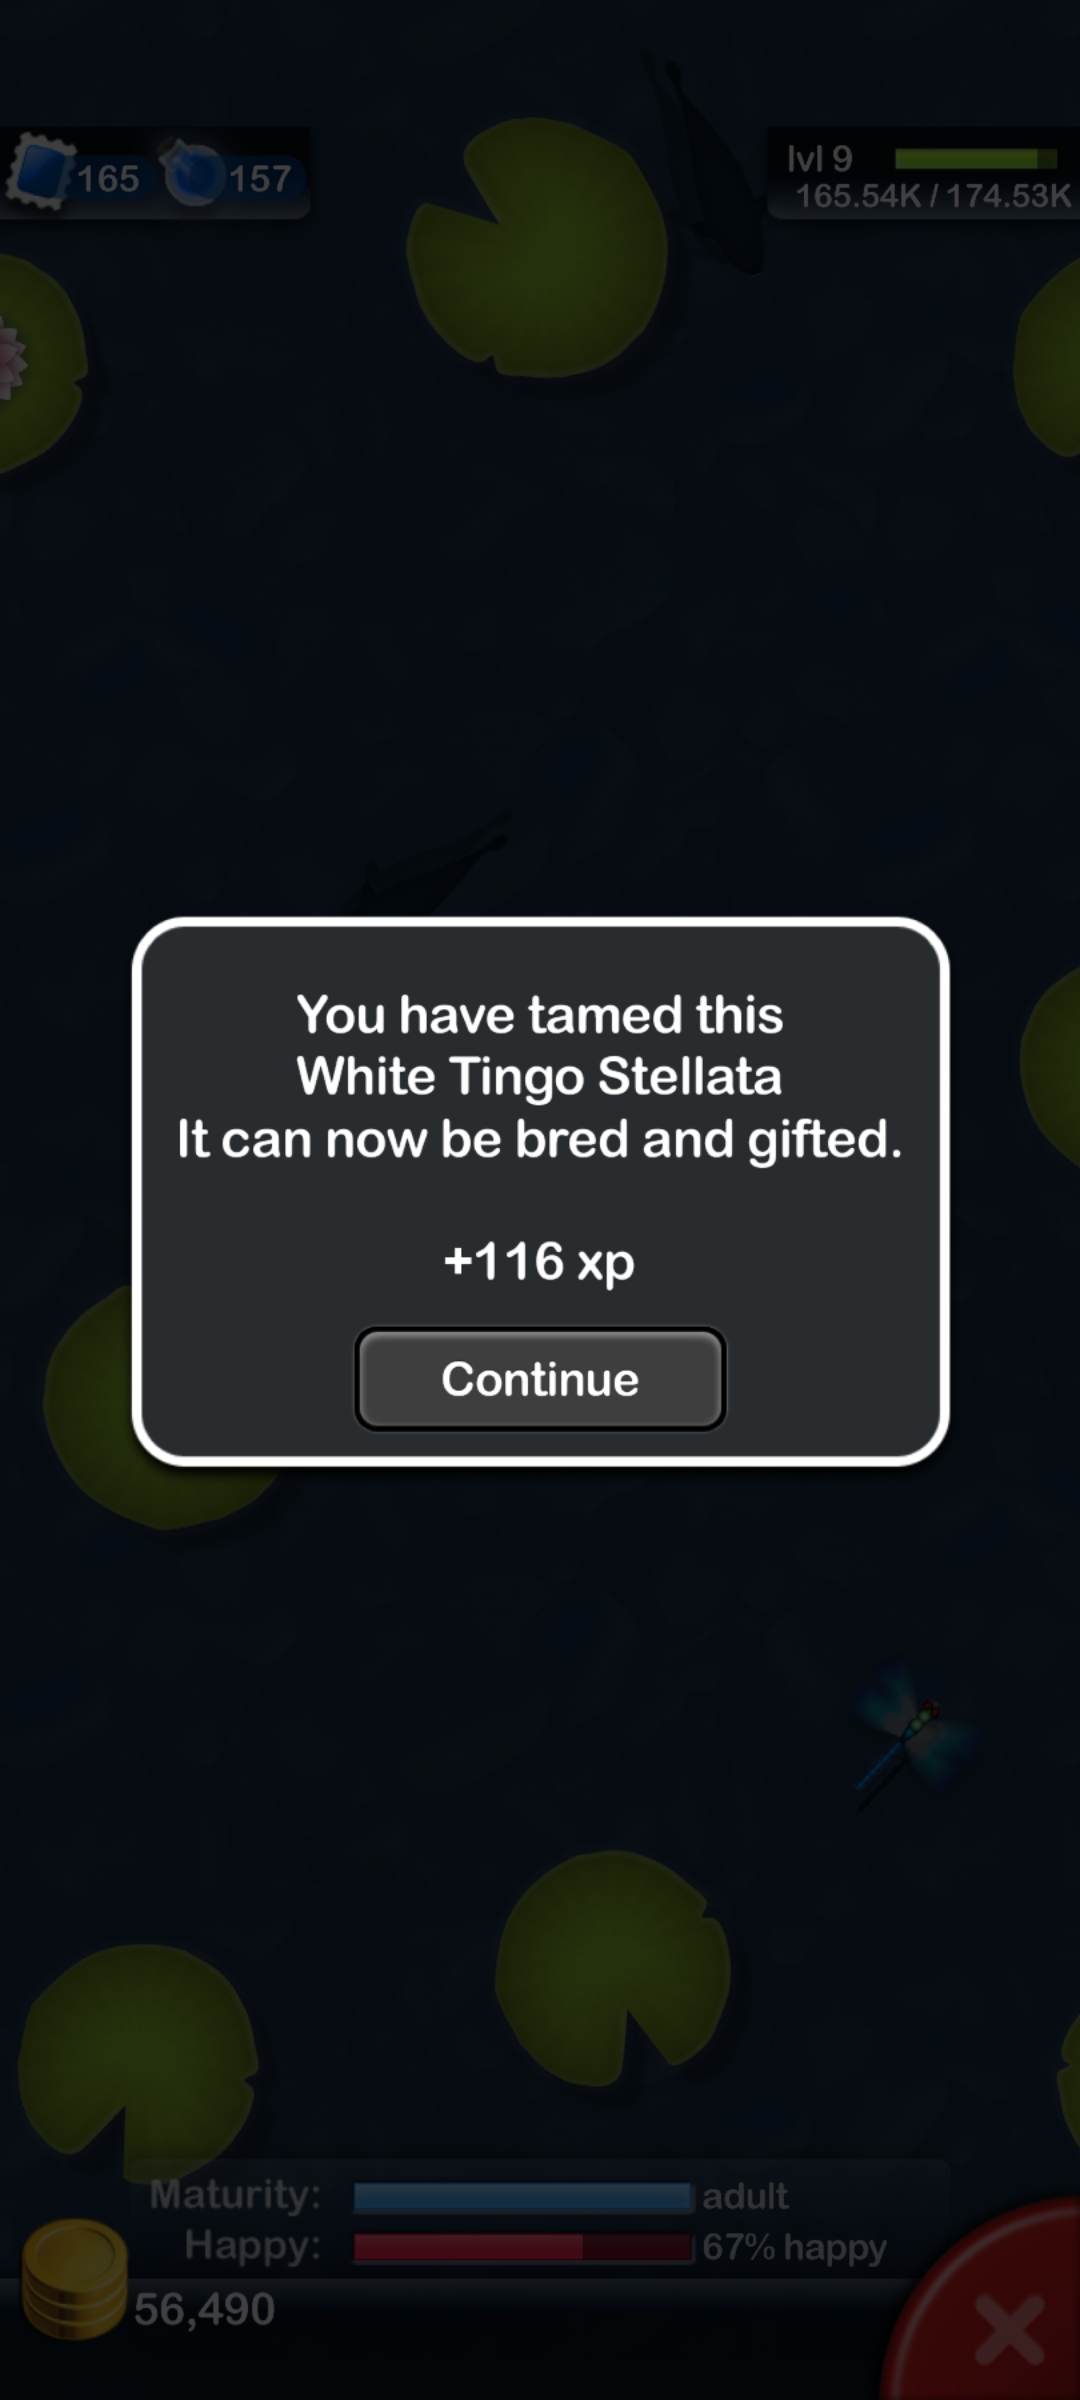 165
157
lvl 9
165.54K / 174.53K
You have tamed this
White Tingo Stellata
It can now be bred and gifted.
+116 xp
Continue
Maturity: adult
Happy: 67% happy
56,490